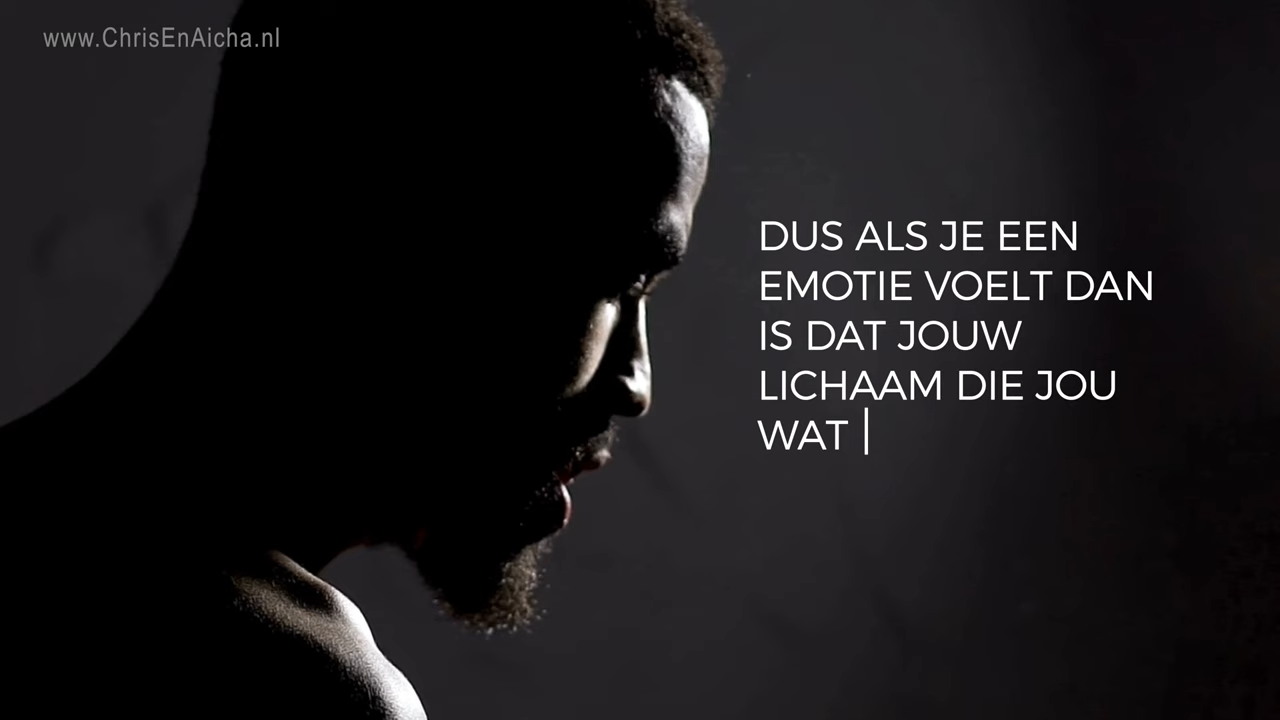 www.ChrisEnAicha.nl
DUS ALS JE EEN
EMOTIE VOELT DAN
IS DAT JOUW
LICHAAM DIE JOU
WAT